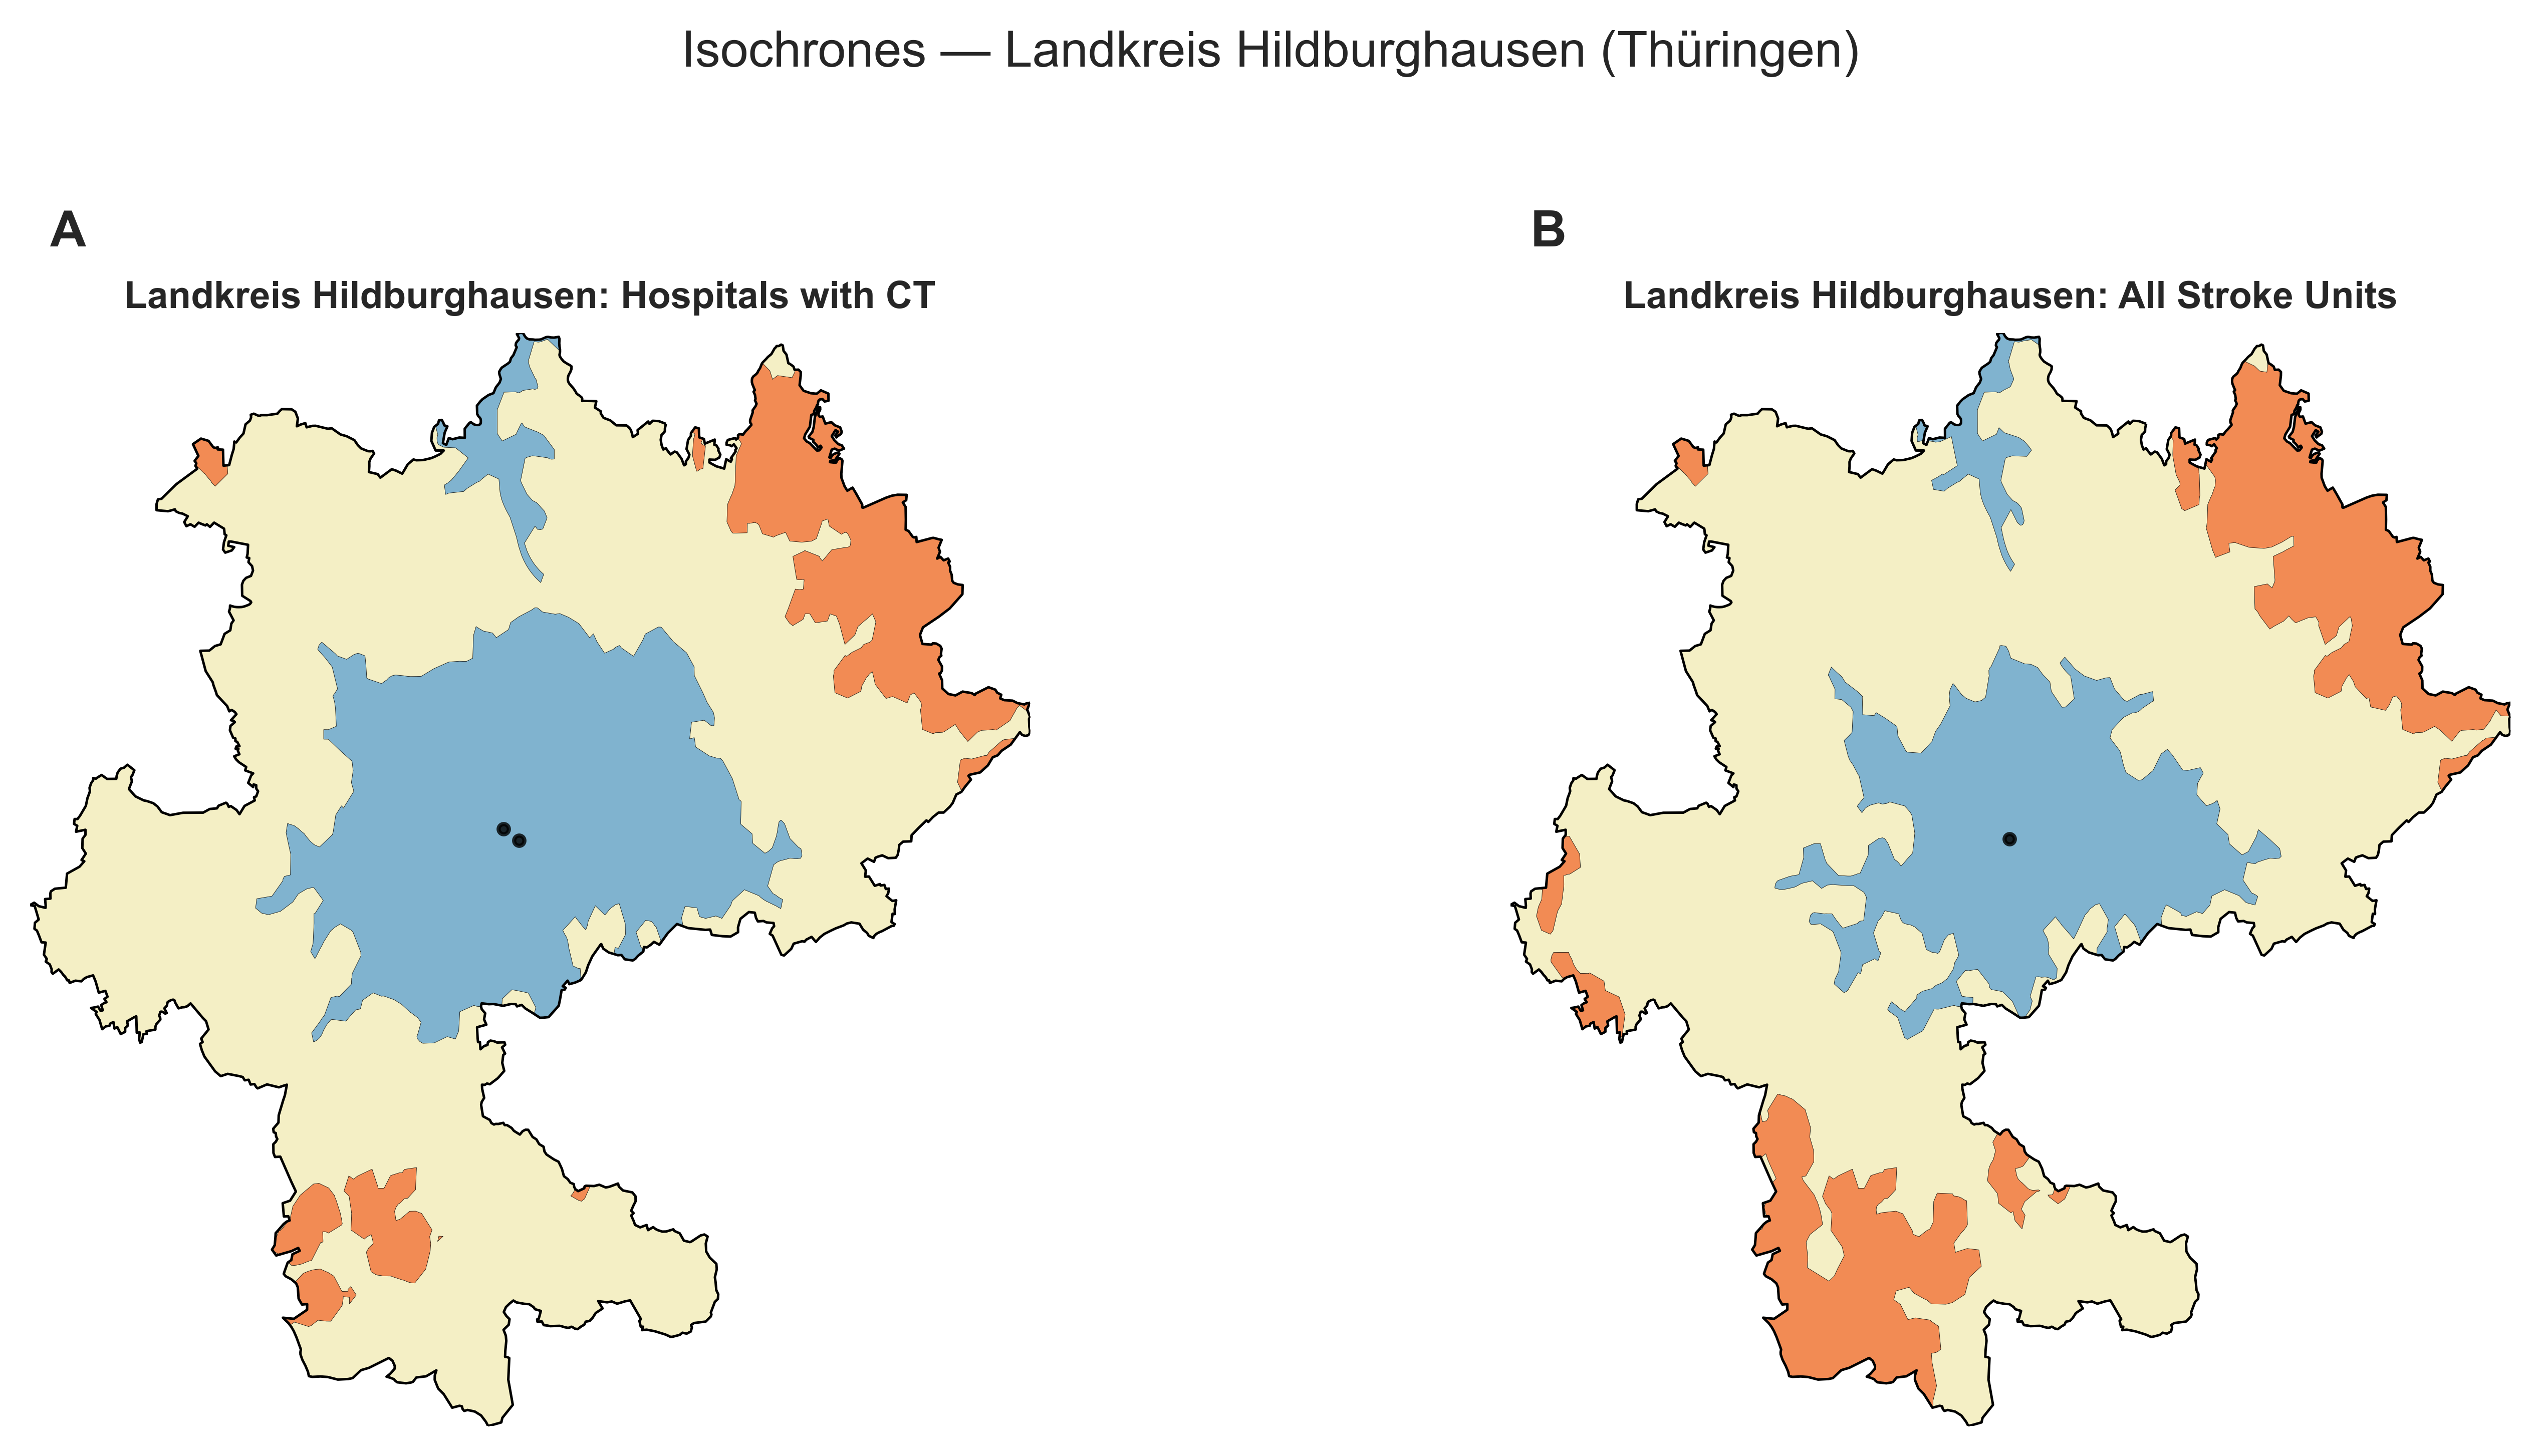 Isochrones — Landkreis Hildburghausen (Thüringen)
A
Landkreis Hildburghausen: Hospitals with CT
B
Landkreis Hildburghausen: All Stroke Units